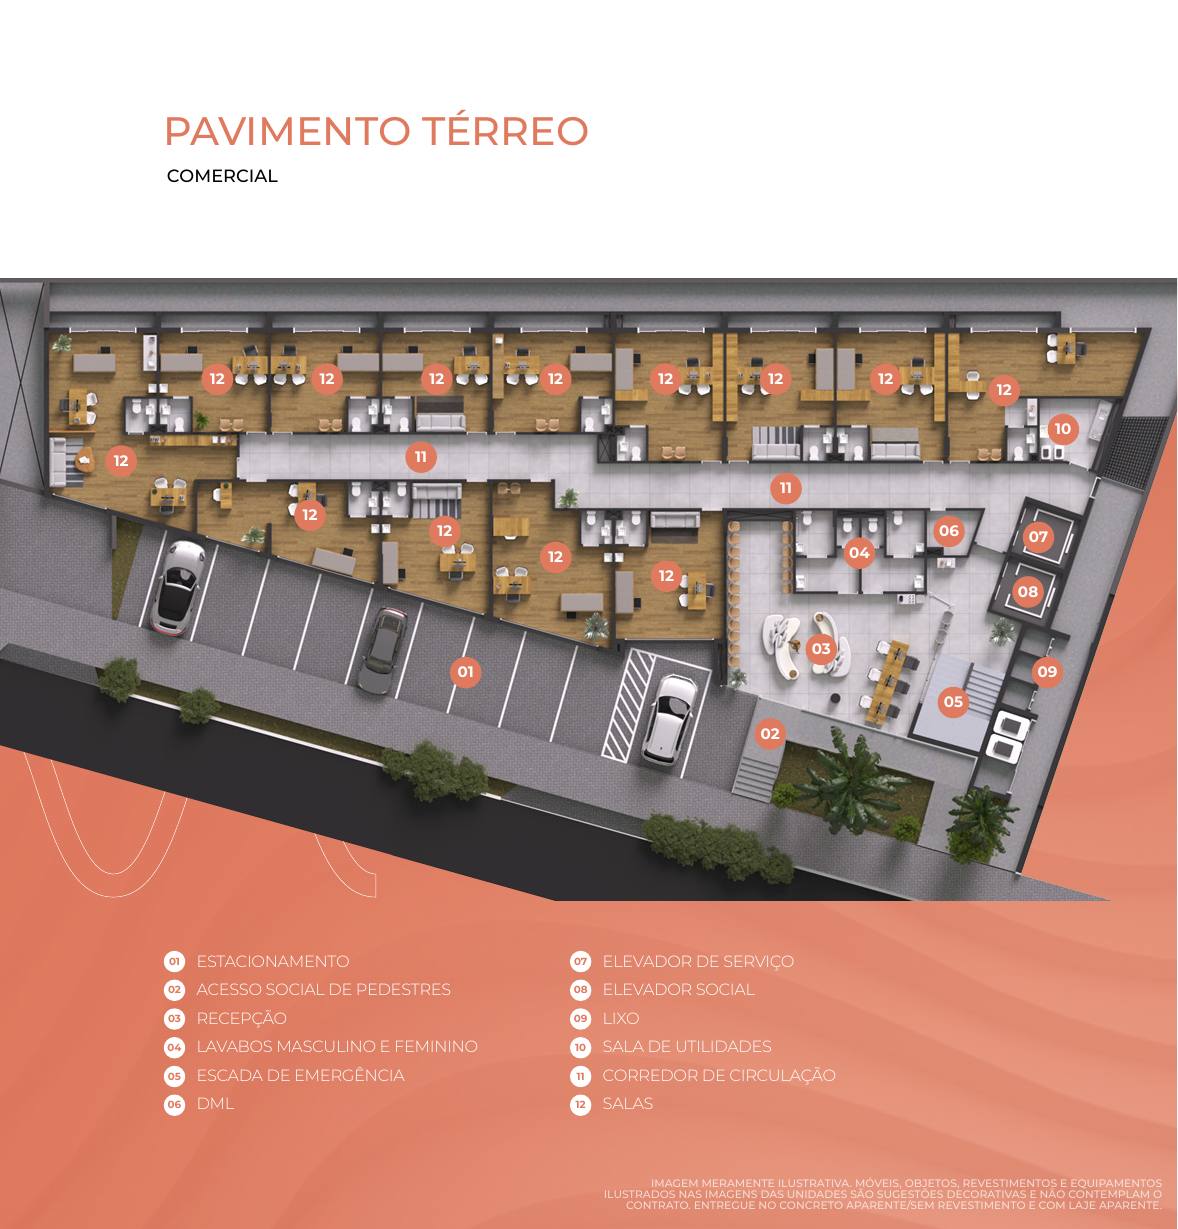 PAVIMENTO TÉRREO
COMERCIAL
12
12
12
12
12
12
12
12
10
12
11
11
12
12
12
12
04
06
07
08
03
01
09
05
02
01 ESTACIONAMENTO
02 ACESSO SOCIAL DE PEDESTRES
03 RECEPÇÃO
04 LAVABOS MASCULINO E FEMININO
05 ESCADA DE EMERGÊNCIA
06 DML
07 ELEVADOR DE SERVIÇO
08 ELEVADOR SOCIAL
09 LIXO
10 SALA DE UTILIDADES
11 CORREDOR DE CIRCULAÇÃO
12 SALAS
IMAGEM MERAMENTE ILUSTRATIVA. MÓVEIS, OBJETOS, REVESTIMENTOS E EQUIPAMENTOS
ILUSTRADOS NAS IMAGENS DAS UNIDADES SÃO SUGESTÕES DECORATIVAS E NÃO CONTEMPLAM O
CONTRATO. ENTREGUE NO CONCRETO APARENTE/SEM REVESTIMENTO E COM LAJE APARENTE.